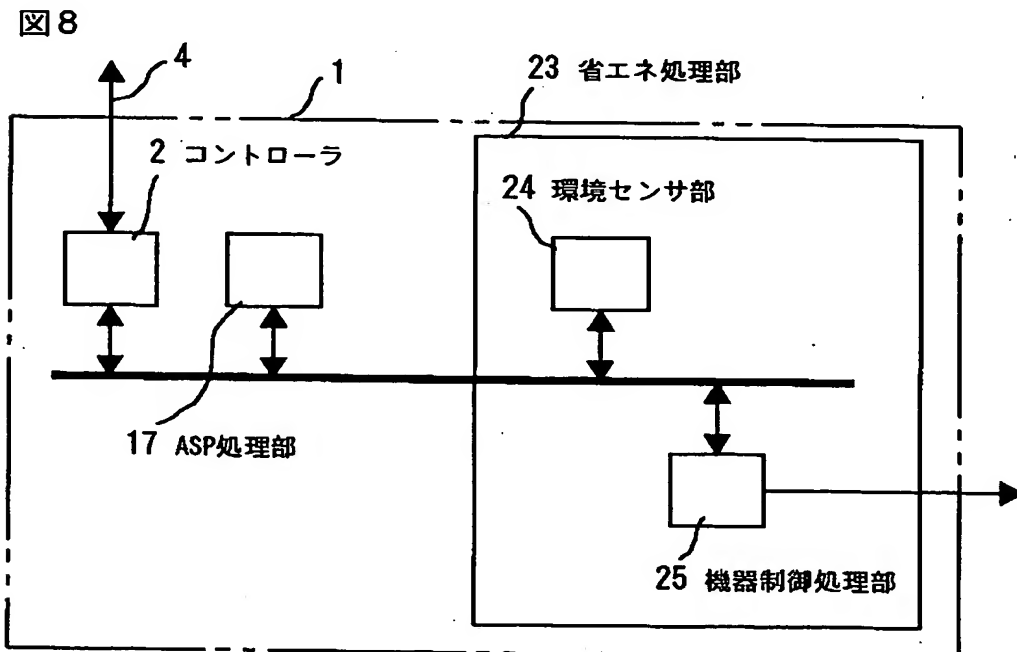 図8
4
1
23 省エネ処理部
2 コントローラ
24 環境センサ部
17 ASP処理部
25 機器制御処理部